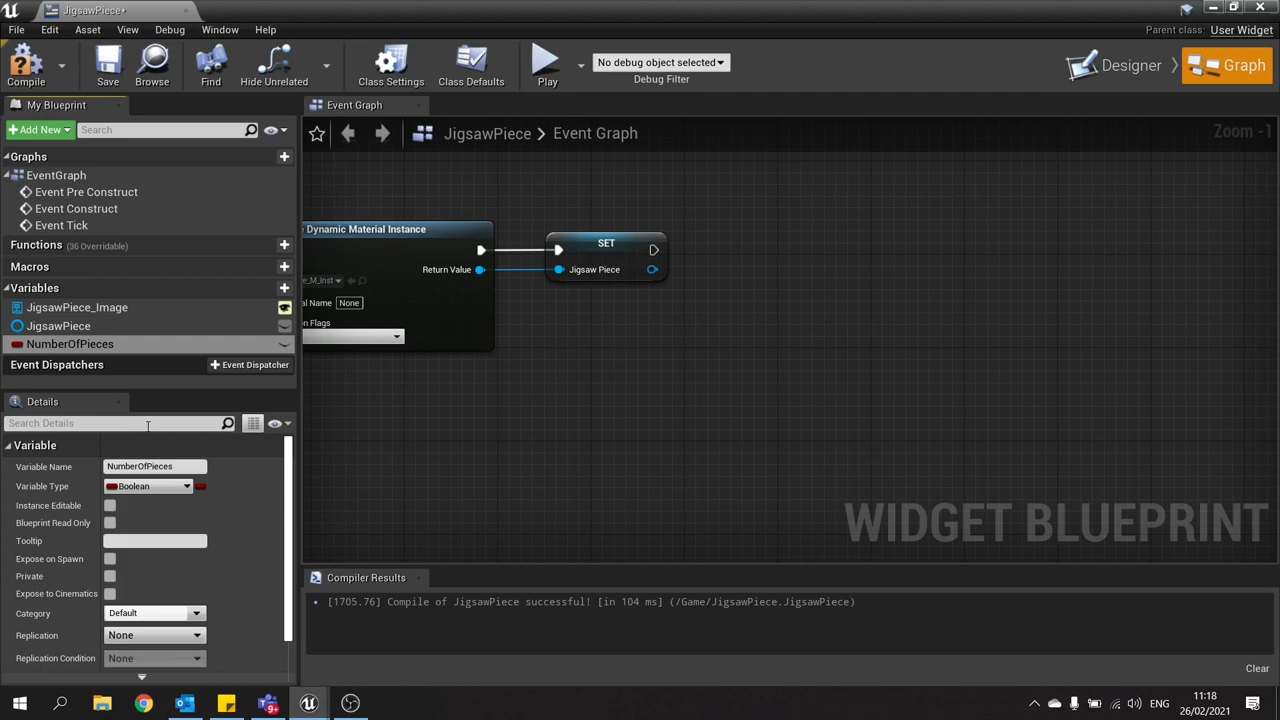 JigsawPiece*
File Edit Asset View Debug Window Help
Parent class: User Widget
Compile Save Browse Find Hide Unrelated Class Settings Class Defaults Play
No debug object selected
Debug Filter
Designer Graph
My Blueprint
Event Graph
Add New Search
JigsawPiece > Event Graph
Zoom -1
Graphs
EventGraph
Event Pre Construct
Event Construct
Event Tick
Functions (36 Overridable)
Macros
Variables
JigsawPiece_Image
JigsawPiece
NumberOfPieces
Event Dispatchers + Event Dispatcher
Dynamic Material Instance
Return Value
e_M_Inst
al Name None
n Flags
SET
Jigsaw Piece
Details
Search Details
Variable
Variable Name NumberOfPieces
Variable Type Boolean
Instance Editable
Blueprint Read Only
Tooltip
Expose on Spawn
Private
Expose to Cinematics
Category Default
Replication None
Replication Condition None
WIDGET BLUEPRINT
Compiler Results
[1705.76] Compile of JigsawPiece successful! [in 104 ms] (/Game/JigsawPiece.JigsawPiece)
Clear
9+
ENG
11:18
26/02/2021